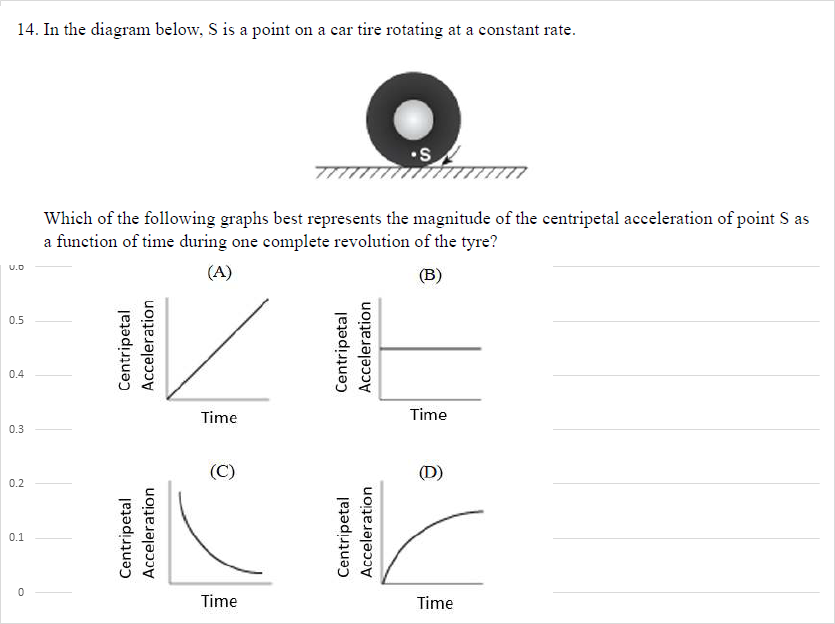 14. In the diagram below, S is a point on a car tire rotating at a constant rate.
•S
Which of the following graphs best represents the magnitude of the centripetal acceleration of point S as
a function of time during one complete revolution of the tyre?
0.6
0.5
0.4
0.3
0.2
0.1
0
(A)
Centripetal
Acceleration
Time
(B)
Centripetal
Acceleration
Time
(C)
Centripetal
Acceleration
Time
(D)
Centripetal
Acceleration
Time